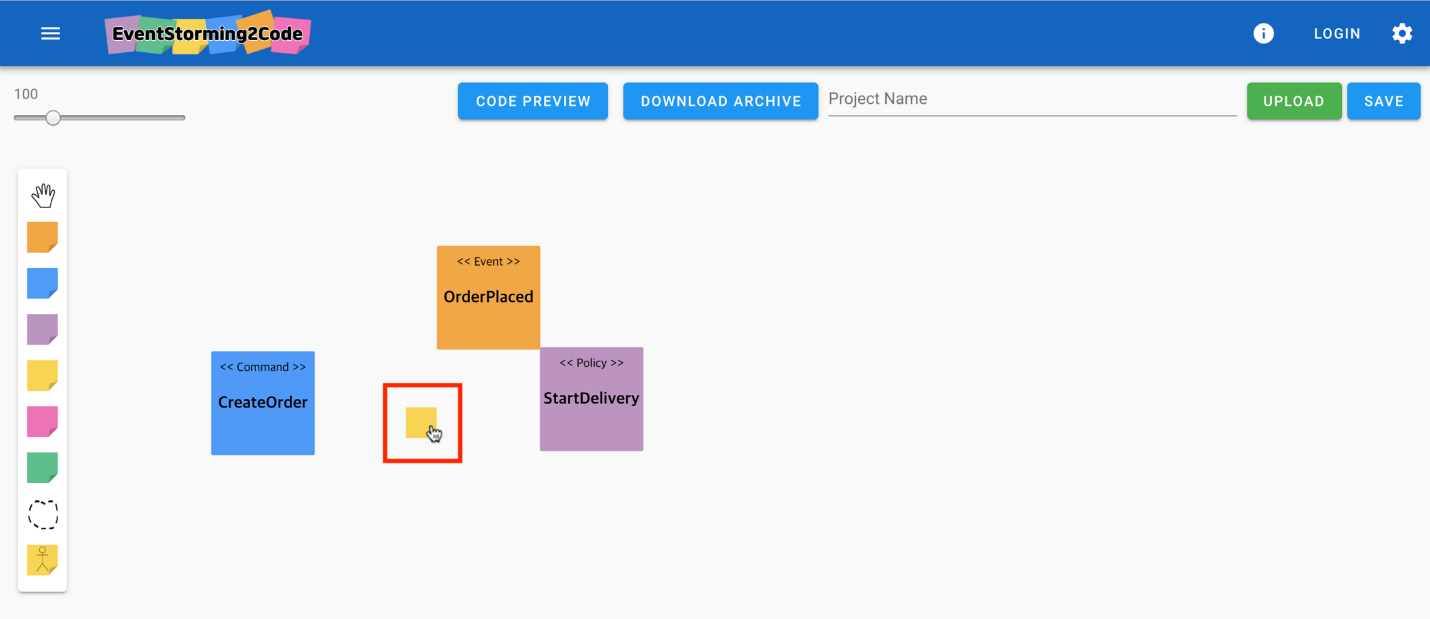 EventStorming2Code
LOGIN
100
CODE PREVIEW
DOWNLOAD ARCHIVE
Project Name
UPLOAD
SAVE
<< Event >>
OrderPlaced
<< Command >>
CreateOrder
<< Policy >>
StartDelivery